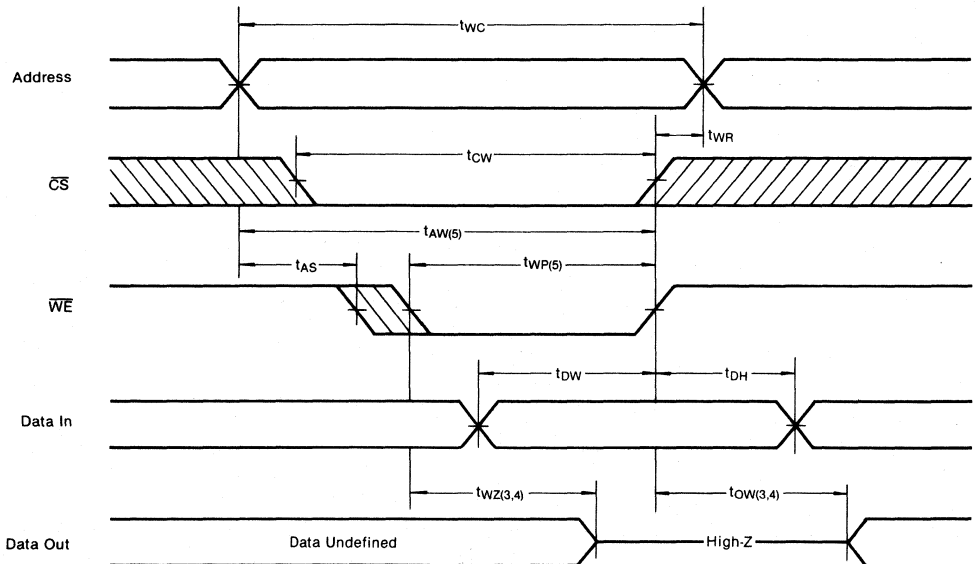 tWC
Address
tWR
tCW
CS
tAW(5)
tAS
tWP(5)
WE
tDW
tDH
Data In
tWZ(3,4)
tOW(3,4)
Data Out
Data Undefined
High-Z